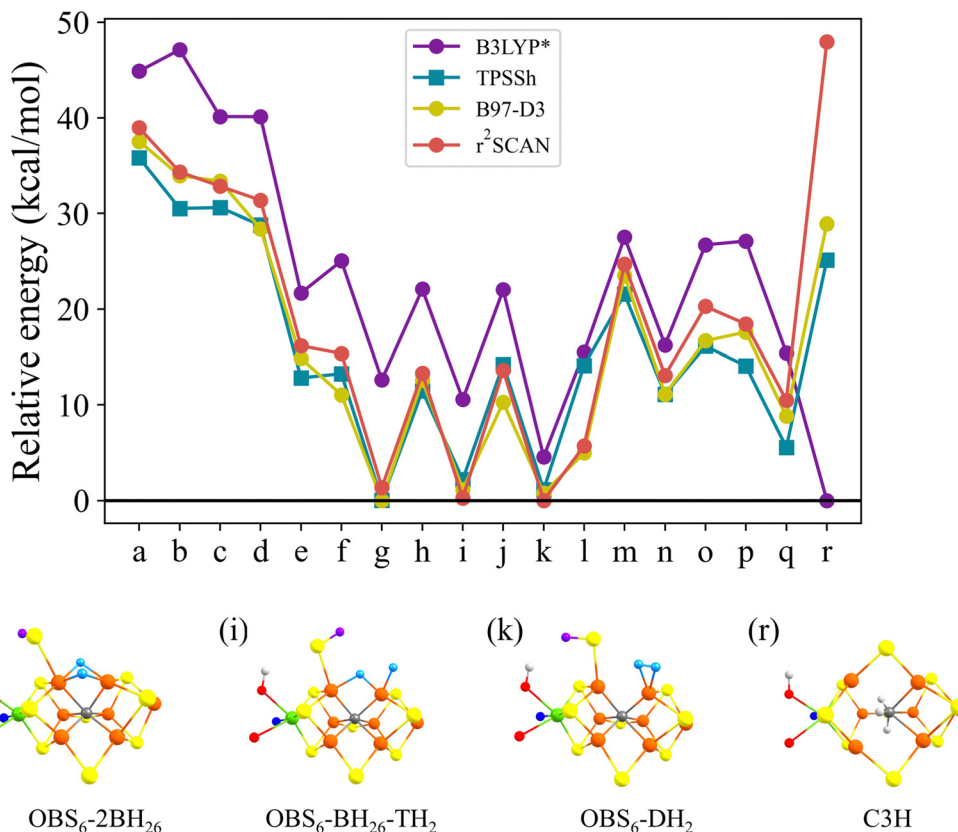 50
40
30
20
10
0
Relative energy (kcal/mol)
B3LYP*
TPSSh
B97-D3
r²SCAN
a b c d e f g h i j k l m n o p q r
(i) (k) (r)
OBS₆-2BH₂₆ OBS₆-BH₂₆-TH₂ OBS₆-DH₂ C3H